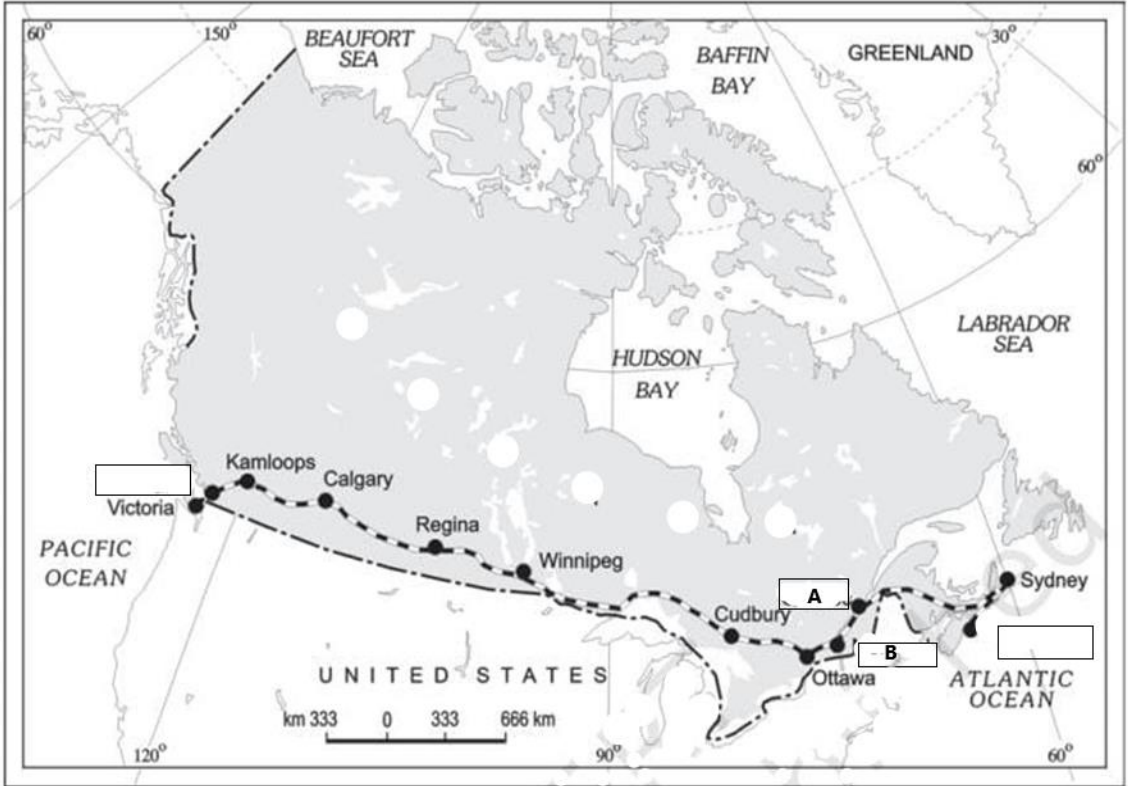 60°
150°
BEAUFORT
SEA
BAFFIN
BAY
GREENLAND
30°
60°
LABRADOR
SEA
HUDSON
BAY
Kamloops
Calgary
Victoria
Regina
PACIFIC
OCEAN
Winnipeg
A
Sydney
Cudbury
B
Ottawa
ATLANTIC
OCEAN
UNITED STATES
km 333 0 333 666 km
120°
90°
60°